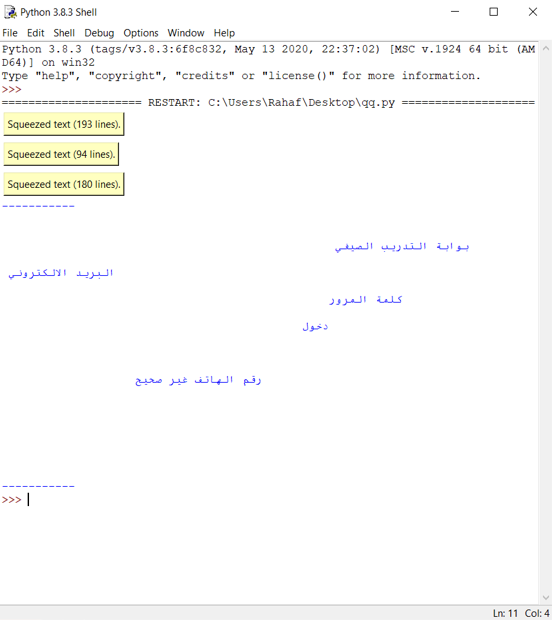 Python 3.8.3 Shell
File Edit Shell Debug Options Window Help
Python 3.8.3 (tags/v3.8.3:6f8c832, May 13 2020, 22:37:02) [MSC v.1924 64 bit (AM
D64)] on win32
Type "help", "copyright", "credits" or "license()" for more information.
>>>
===================== RESTART: C:\Users\Rahaf\Desktop\qq.py ====================
Squeezed text (193 lines).
Squeezed text (94 lines).
Squeezed text (180 lines).
-----------
بوابة التدريب الصيفي
البريد الالكتروني
كلمة المزور
دخول
رقم الهاتف غير صحيح
-----------
>>>
Ln: 11 Col: 4